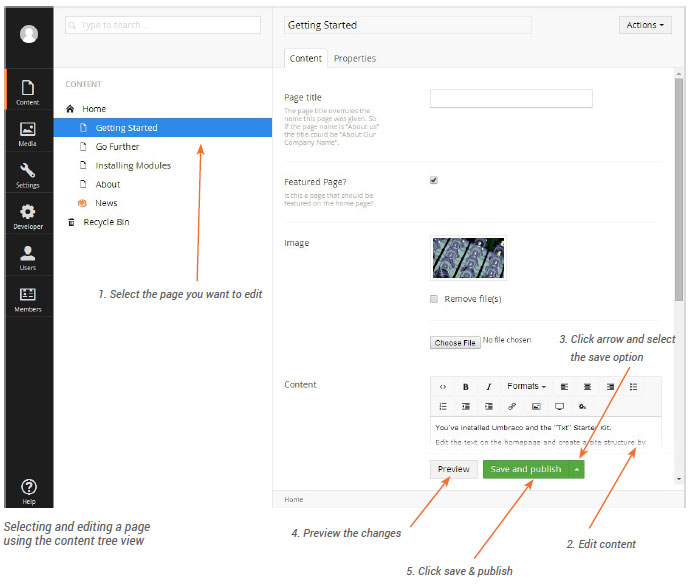 Type to search...
Getting Started
Actions
Content
Properties
Content
Media
Settings
Developer
Users
Members
Help
CONTENT
Home
Getting Started
Go Further
Installing Modules
About
News
Recycle Bin
1. Select the page you want to edit
Page title
The page title overrules the
name this page was given. So
if the page name is "About us"
the title could be "About Our
Company Name".
Featured Page?
Is this a page that should be
featured on the home page?
Image
Remove file(s)
Choose File No file chosen
3. Click arrow and select
the save option
Content
B I Formats
You've installed Umbraco and the "Txt" Starter Kit.
Edit the text on the homepage and create a site structure by
Preview
Save and publish
Home
Selecting and editing a page
using the content tree view
4. Preview the changes
2. Edit content
5. Click save & publish